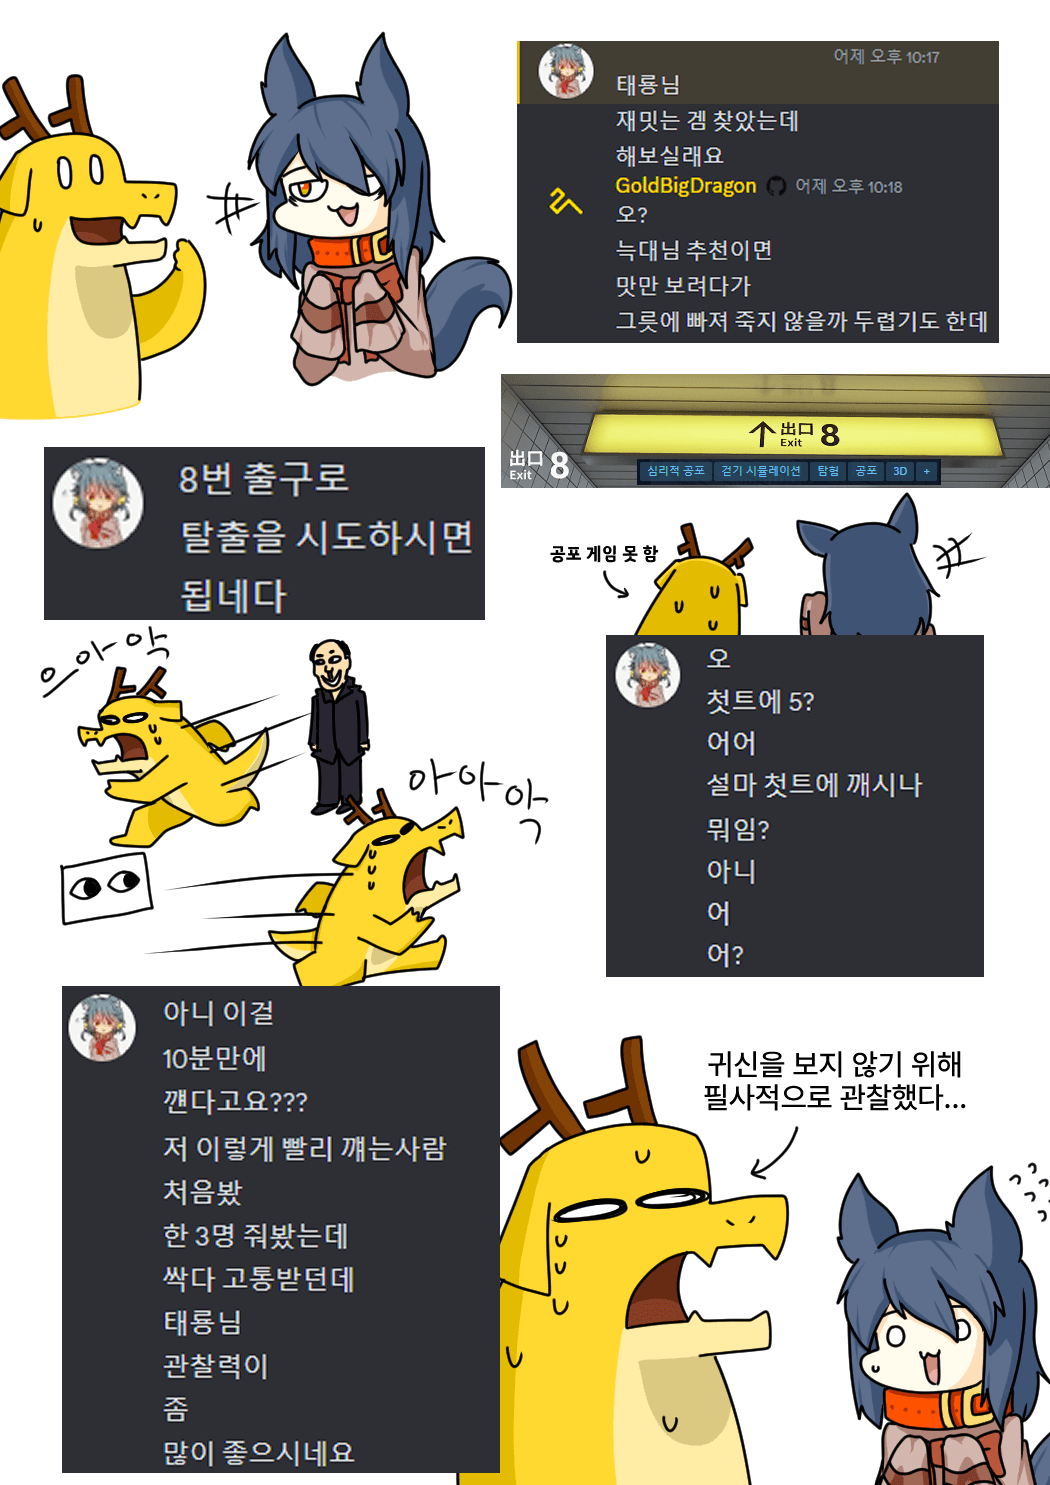 어제 오후 10:17
태룡님
재밋는 겜 찾았는데
해보실래요
GoldBigDragon 어제 오후 10:18
오?
늑대님 추천이면
맛만 보려다가
그릇에 빠져 죽지 않을까 두렵기도 한데
↑ 出口 8
Exit
出口 8
Exit
심리적 공포 걷기 시뮬레이션 탐험 공포 3D +
8번 출구로
탈출을 시도하시면
됩네다
공포 게임 못 함
으아악
아아악
오
첫트에 5?
어어
설마 첫트에 깨시나
뭐임?
아니
어
어?
아니 이걸
10분만에
깬다고요???
저 이렇게 빨리 깨는사람
처음봤
한 3명 줘봤는데
싹다 고통받던데
태룡님
관찰력이
좀
많이 좋으시네요
귀신을 보지 않기 위해
필사적으로 관찰했다...